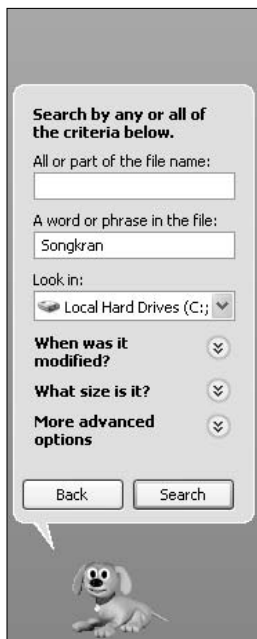 Search by any or all of
the criteria below.
All or part of the file name:
A word or phrase in the file:
Songkran
Look in:
Local Hard Drives (C:;
When was it
modified?
What size is it?
More advanced
options
Back
Search